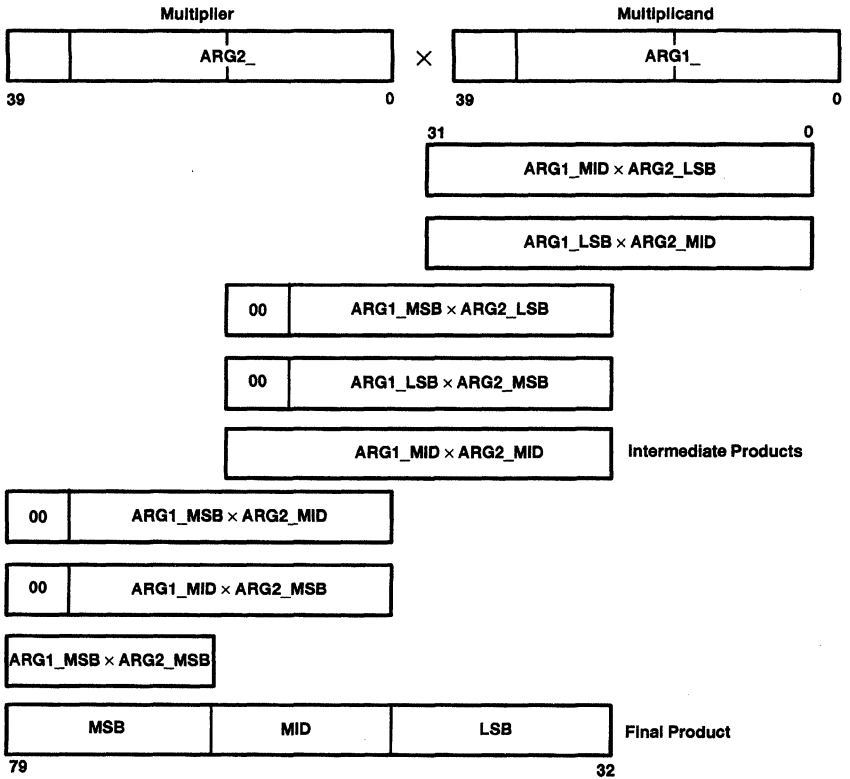 Multiplier Multiplicand
ARG2_ × ARG1_
39 0 39 0
31 0
ARG1_MID × ARG2_LSB
ARG1_LSB × ARG2_MID
00 ARG1_MSB × ARG2_LSB
00 ARG1_LSB × ARG2_MSB
ARG1_MID × ARG2_MID Intermediate Products
00 ARG1_MSB × ARG2_MID
00 ARG1_MID × ARG2_MSB
ARG1_MSB × ARG2_MSB
MSB MID LSB Final Product
79 32